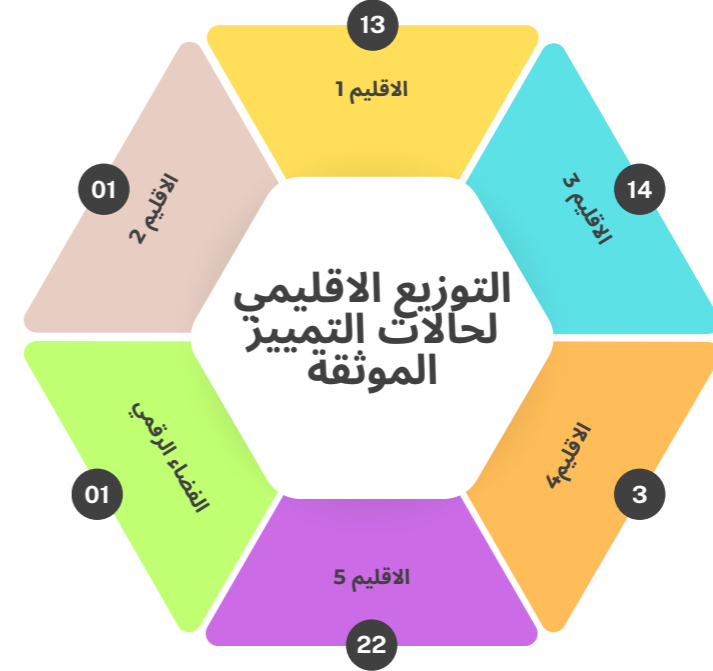 13
الاقليم 1
14
الاقليم 3
01
الاقليم 2
التوزيع الاقليمي
لحالات التمييز
الموثقة
الفضاء الرقمي
01
الاقليم4
3
الاقليم 5
22